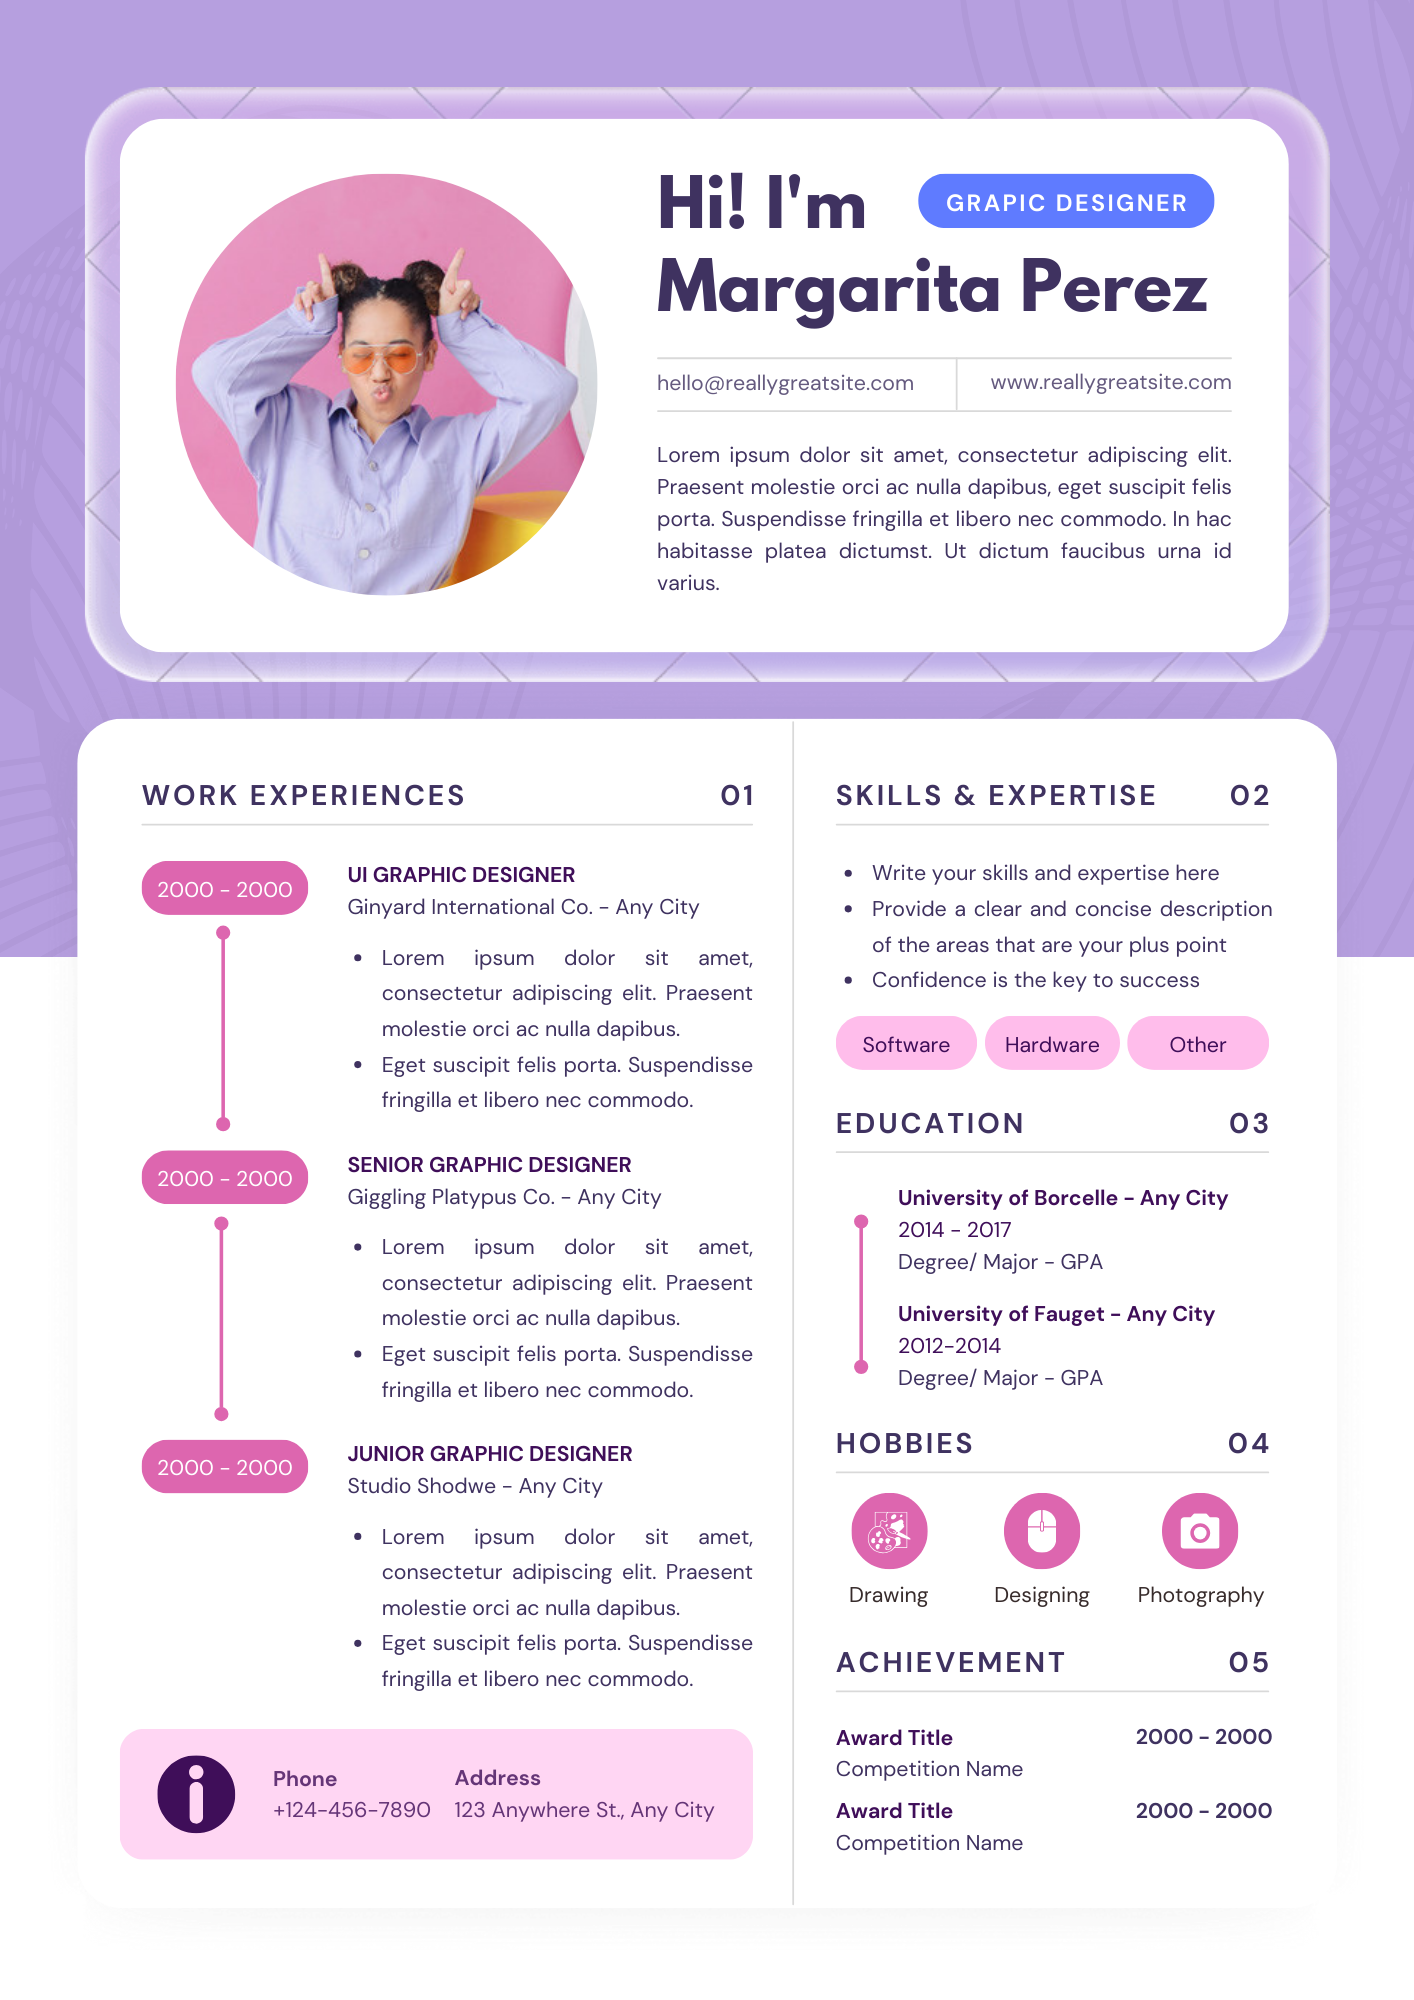 Hi! I'm
GRAPIC DESIGNER
Margarita Perez
hello@reallygreatsite.com
www.reallygreatsite.com
Lorem ipsum dolor sit amet, consectetur adipiscing elit.
Praesent molestie orci ac nulla dapibus, eget suscipit felis
porta. Suspendisse fringilla et libero nec commodo. In hac
habitasse platea dictumst. Ut dictum faucibus urna id
varius.
WORK EXPERIENCES 01
2000 - 2000
UI GRAPHIC DESIGNER
Ginyard International Co. - Any City
• Lorem ipsum dolor sit amet,
consectetur adipiscing elit. Praesent
molestie orci ac nulla dapibus.
• Eget suscipit felis porta. Suspendisse
fringilla et libero nec commodo.
2000 - 2000
SENIOR GRAPHIC DESIGNER
Giggling Platypus Co. - Any City
• Lorem ipsum dolor sit amet,
consectetur adipiscing elit. Praesent
molestie orci ac nulla dapibus.
• Eget suscipit felis porta. Suspendisse
fringilla et libero nec commodo.
2000 - 2000
JUNIOR GRAPHIC DESIGNER
Studio Shodwe - Any City
• Lorem ipsum dolor sit amet,
consectetur adipiscing elit. Praesent
molestie orci ac nulla dapibus.
• Eget suscipit felis porta. Suspendisse
fringilla et libero nec commodo.
Phone
+124-456-7890
Address
123 Anywhere St., Any City
SKILLS & EXPERTISE 02
• Write your skills and expertise here
• Provide a clear and concise description
of the areas that are your plus point
• Confidence is the key to success
Software
Hardware
Other
EDUCATION 03
University of Borcelle - Any City
2014 - 2017
Degree/ Major - GPA
University of Fauget - Any City
2012-2014
Degree/ Major - GPA
HOBBIES 04
Drawing
Designing
Photography
ACHIEVEMENT 05
Award Title 2000 - 2000
Competition Name
Award Title 2000 - 2000
Competition Name